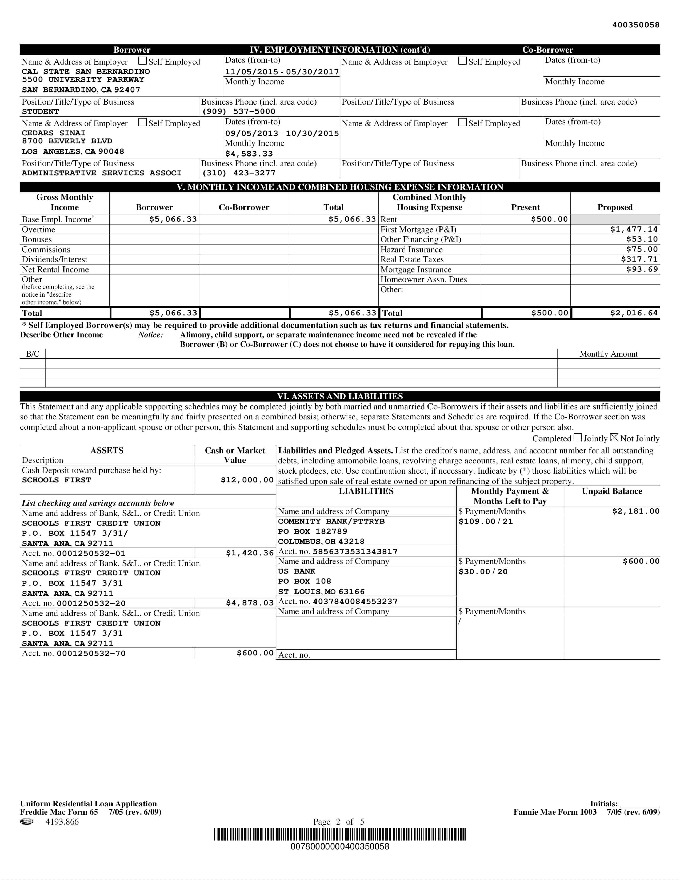 400350058
Borrower IV. EMPLOYMENT INFORMATION (cont'd) Co-Borrower
Name & Address of Employer Self Employed Dates (from-to) Name & Address of Employer Self Employed Dates (from-to)
CAL STATE SAN BERNARDINO
5500 UNIVERSITY PARKWAY 11/05/2015-05/30/2017
Monthly Income Monthly Income
SAN BERNARDINO, CA 92407
Position/Title/Type of Business Business Phone (incl. area code) Position/Title/Type of Business Business Phone (incl. area code)
STUDENT (909) 537-5000
Name & Address of Employer Self Employed Dates (from-to) Name & Address of Employer Self Employed Dates (from-to)
CEDARS SINAI 09/05/2013 10/30/2015
8700 BEVERLY BLVD Monthly Income Monthly Income
LOS ANGELES, CA 90048 $4,583.33
Position/Title/Type of Business Business Phone (incl. area code) Position/Title/Type of Business Business Phone (incl. area code)
ADMINISTRATIVE SERVICES ASSOCI (310) 423-3277
V. MONTHLY INCOME AND COMBINED HOUSING EXPENSE INFORMATION
Gross Monthly Income Borrower Co-Borrower Total Combined Monthly Housing Expense Present Proposed
Base Empl. Income* $5,066.33 $5,066.33 Rent $500.00
Overtime First Mortgage (P&I) $1,477.14
Bonuses Other Financing (P&I) $53.10
Commissions Hazard Insurance $75.00
Dividends/Interest Real Estate Taxes $317.71
Net Rental Income Mortgage Insurance $93.69
Other Homeowner Assn. Dues
(before completing, see the notice in "describe other income," below) Other:
Total $5,066.33 $5,066.33 Total $500.00 $2,016.64
* Self Employed Borrower(s) may be required to provide additional documentation such as tax returns and financial statements.
Describe Other Income Notice: Alimony, child support, or separate maintenance income need not be revealed if the
Borrower (B) or Co-Borrower (C) does not choose to have it considered for repaying this loan.
B/C Monthly Amount
VI. ASSETS AND LIABILITIES
This Statement and any applicable supporting schedules may be completed jointly by both married and unmarried Co-Borrowers if their assets and liabilities are sufficiently joined
so that the Statement can be meaningfully and fairly presented on a combined basis; otherwise, separate Statements and Schedules are required. If the Co-Borrower section was
completed about a non-applicant spouse or other person, this Statement and supporting schedules must be completed about that spouse or other person also.
Completed Jointly Not Jointly
ASSETS Cash or Market Value
Description
Cash Deposit toward purchase held by:
SCHOOLS FIRST $12,000.00
Liabilities and Pledged Assets. List the creditor's name, address, and account number for all outstanding
debts, including automobile loans, revolving charge accounts, real estate loans, alimony, child support,
stock pledges, etc. Use continuation sheet, if necessary. Indicate by (*) those liabilities which will be
satisfied upon sale of real estate owned or upon refinancing of the subject property.
LIABILITIES Monthly Payment & Months Left to Pay Unpaid Balance
List checking and savings accounts below
Name and address of Bank, S&L, or Credit Union
SCHOOLS FIRST CREDIT UNION
P.O. BOX 11547 3/31/
SANTA ANA, CA 92711
Acct. no. 0001250532-01 $1,420.36
Name and address of Company $ Payment/Months $2,181.00
COMENITY BANK/PTTRYB $109.00/21
PO BOX 182789
COLUMBUS, OH 43218
Acct. no. 5856373531343817
Name and address of Bank, S&L, or Credit Union
SCHOOLS FIRST CREDIT UNION
P.O. BOX 11547 3/31
SANTA ANA, CA 92711
Acct. no. 0001250532-20 $4,878.03
Name and address of Company $ Payment/Months $600.00
US BANK $30.00/20
PO BOX 108
ST LOUIS, MO 63166
Acct. no. 4037840084553237
Name and address of Bank, S&L, or Credit Union
SCHOOLS FIRST CREDIT UNION
P.O. BOX 11547 3/31
SANTA ANA, CA 92711
Acct. no. 0001250532-70 $600.00
Name and address of Company $ Payment/Months
/
Acct. no.
Uniform Residential Loan Application Initials:
Freddie Mac Form 65 7/05 (rev. 6/09) Fannie Mae Form 1003 7/05 (rev. 6/09)
4193.866 Page 2 of 5
00780000000400350058